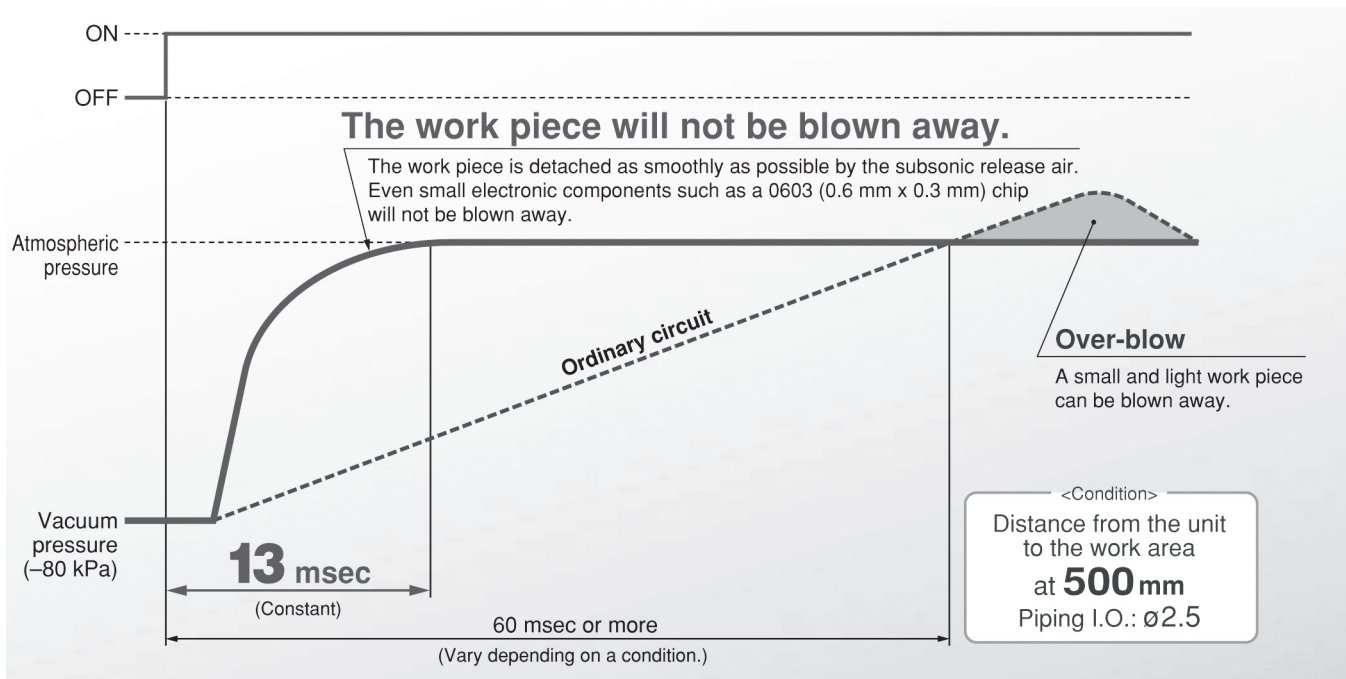 ON
OFF
The work piece will not be blown away.
The work piece is detached as smoothly as possible by the subsonic release air.
Even small electronic components such as a 0603 (0.6 mm x 0.3 mm) chip
will not be blown away.
Atmospheric
pressure
Ordinary circuit
Over-blow
A small and light work piece
can be blown away.
Vacuum
pressure
(–80 kPa)
13 msec
(Constant)
60 msec or more
(Vary depending on a condition.)
<Condition>
Distance from the unit
to the work area
at 500 mm
Piping I.O.: ø2.5